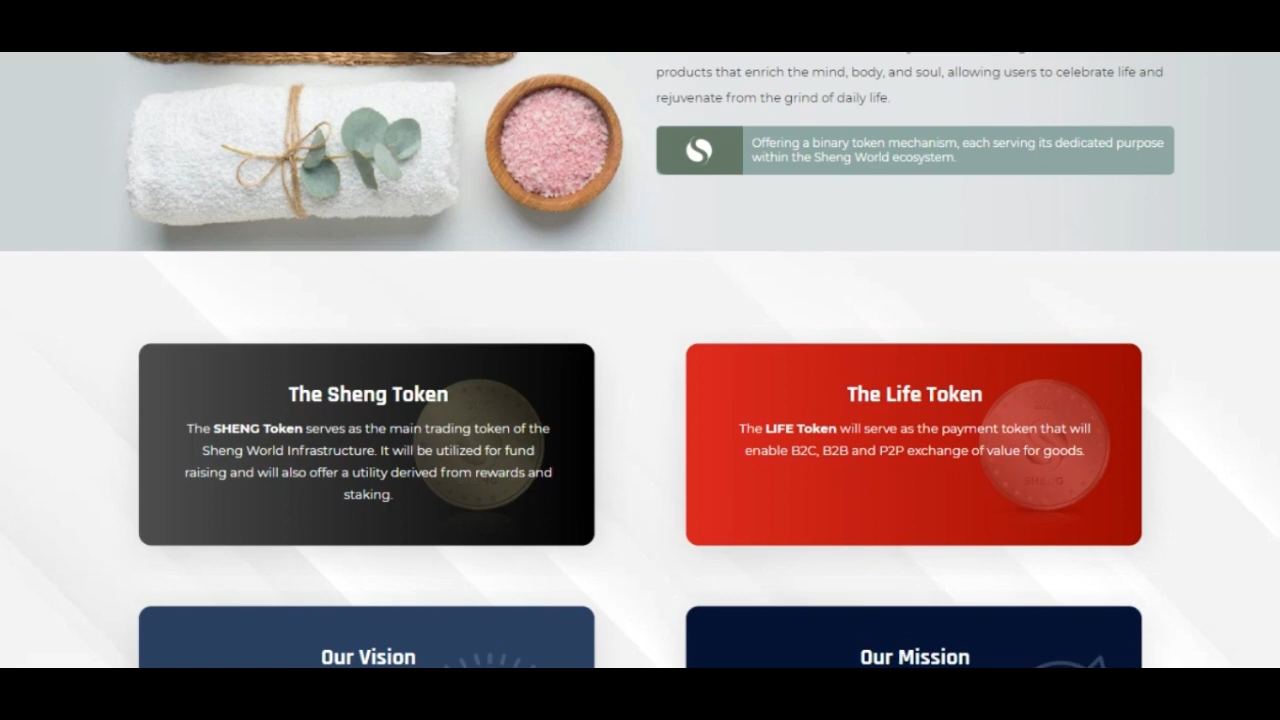 products that enrich the mind, body, and soul, allowing users to celebrate life and
rejuvenate from the grind of daily life.
Offering a binary token mechanism, each serving its dedicated purpose
within the Sheng World ecosystem.
The Sheng Token
The SHENG Token serves as the main trading token of the
Sheng World Infrastructure. It will be utilized for fund
raising and will also offer a utility derived from rewards and
staking.
The Life Token
The LIFE Token will serve as the payment token that will
enable B2C, B2B and P2P exchange of value for goods.
SHENG
Our Vision
Our Mission